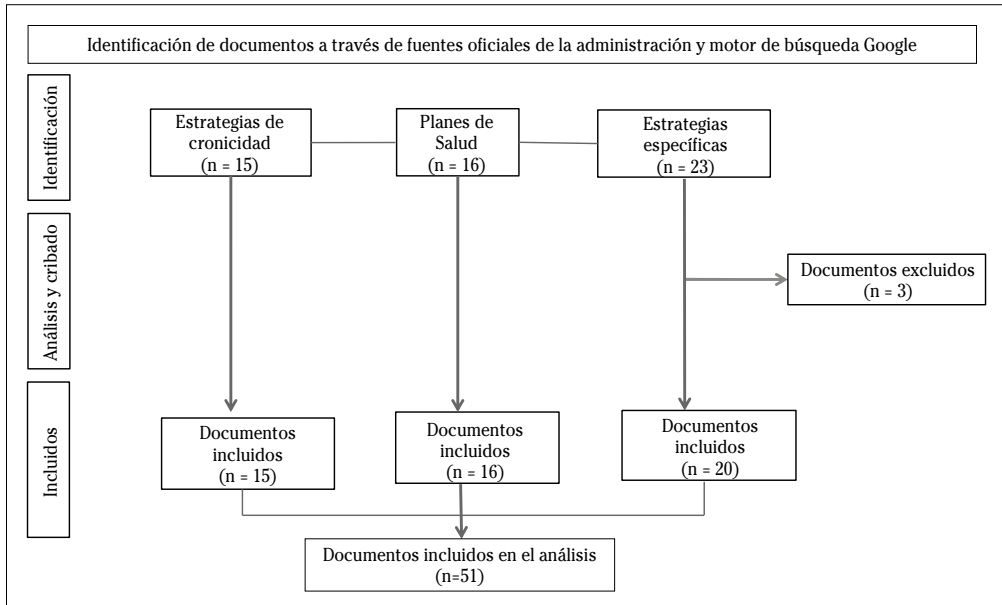 Identificación de documentos a través de fuentes oficiales de la administración y motor de búsqueda Google
Identificación
Estrategias de
cronicidad
(n = 15)
Planes de
Salud
(n = 16)
Estrategias
específicas
(n = 23)
Análisis y cribado
Documentos excluidos
(n = 3)
Incluidos
Documentos
incluidos
(n = 15)
Documentos
incluidos
(n = 16)
Documentos
incluidos
(n = 20)
Documentos incluidos en el análisis
(n=51)